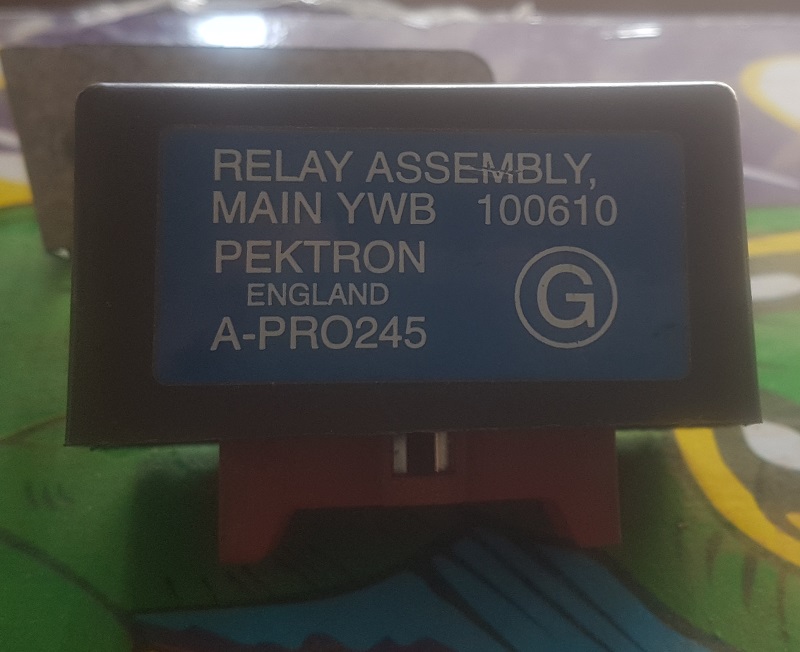 RELAY ASSEMBLY,
MAIN YWB 100610
PEKTRON
ENGLAND
A-PRO245
G